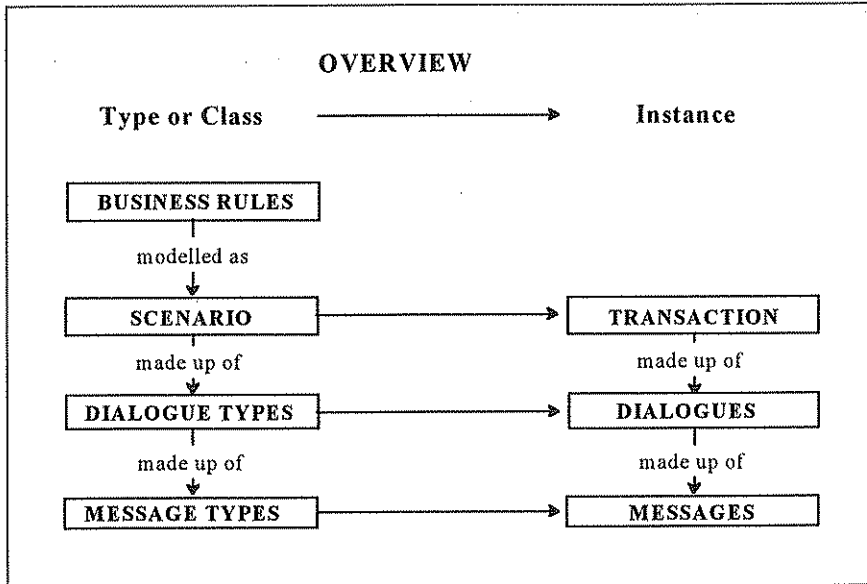 OVERVIEW
Type or Class Instance
BUSINESS RULES
modelled as
SCENARIO TRANSACTION
made up of made up of
DIALOGUE TYPES DIALOGUES
made up of made up of
MESSAGE TYPES MESSAGES